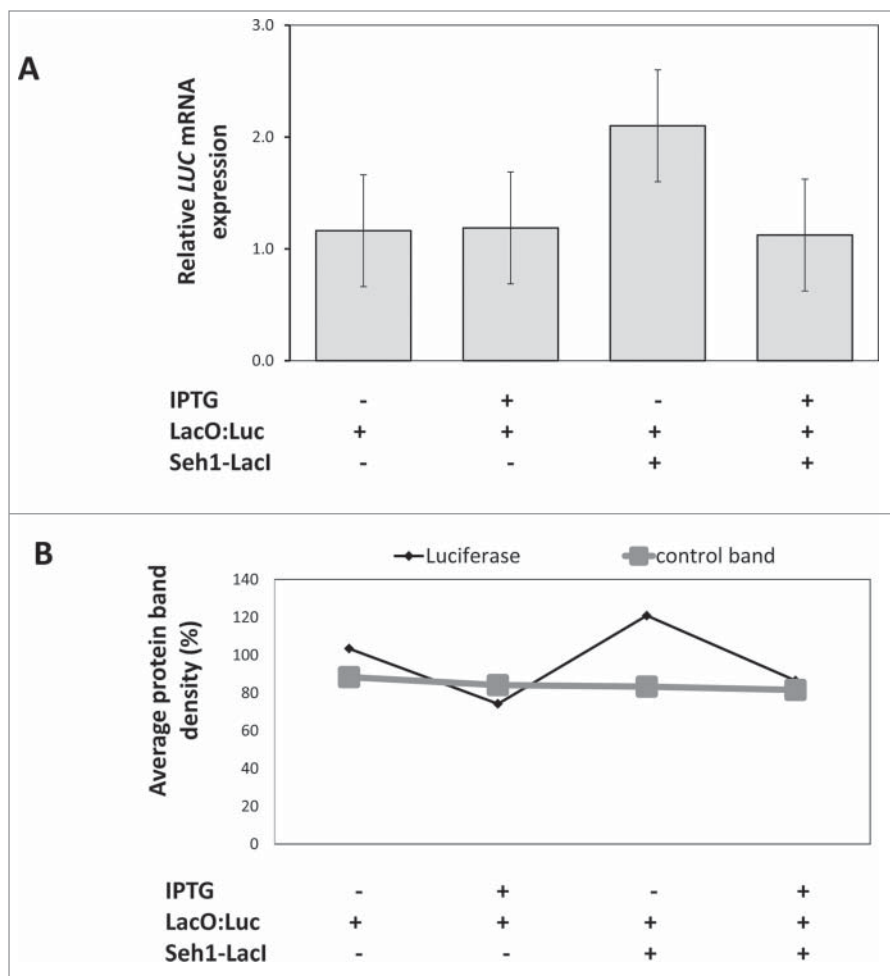 A
Relative LUC mRNA
expression
3.0
2.0
1.0
0.0
IPTG - + - +
LacO:Luc + + + +
Seh1-LacI - - + +
B
Luciferase control band
Average protein band
density (%)
140
120
100
80
60
40
20
0
IPTG - + - +
LacO:Luc + + + +
Seh1-LacI - - + +